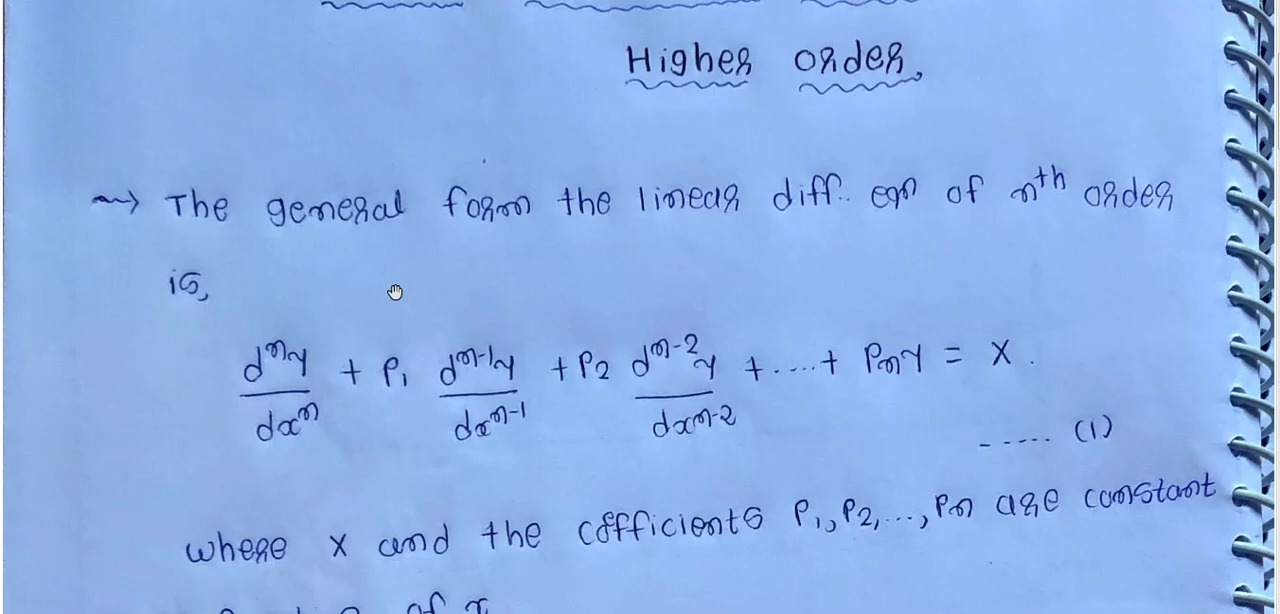 Higher order,
The general form the linear diff.. eqn of nth order
is,
dⁿy/dxⁿ + P₁ dⁿ⁻¹y/dxⁿ⁻¹ + P₂ dⁿ⁻²y/dxⁿ⁻² + ....+ Pny = X.
----- (1)
where X and the cofficients P₁, P₂, ..., Pn are constant
of x